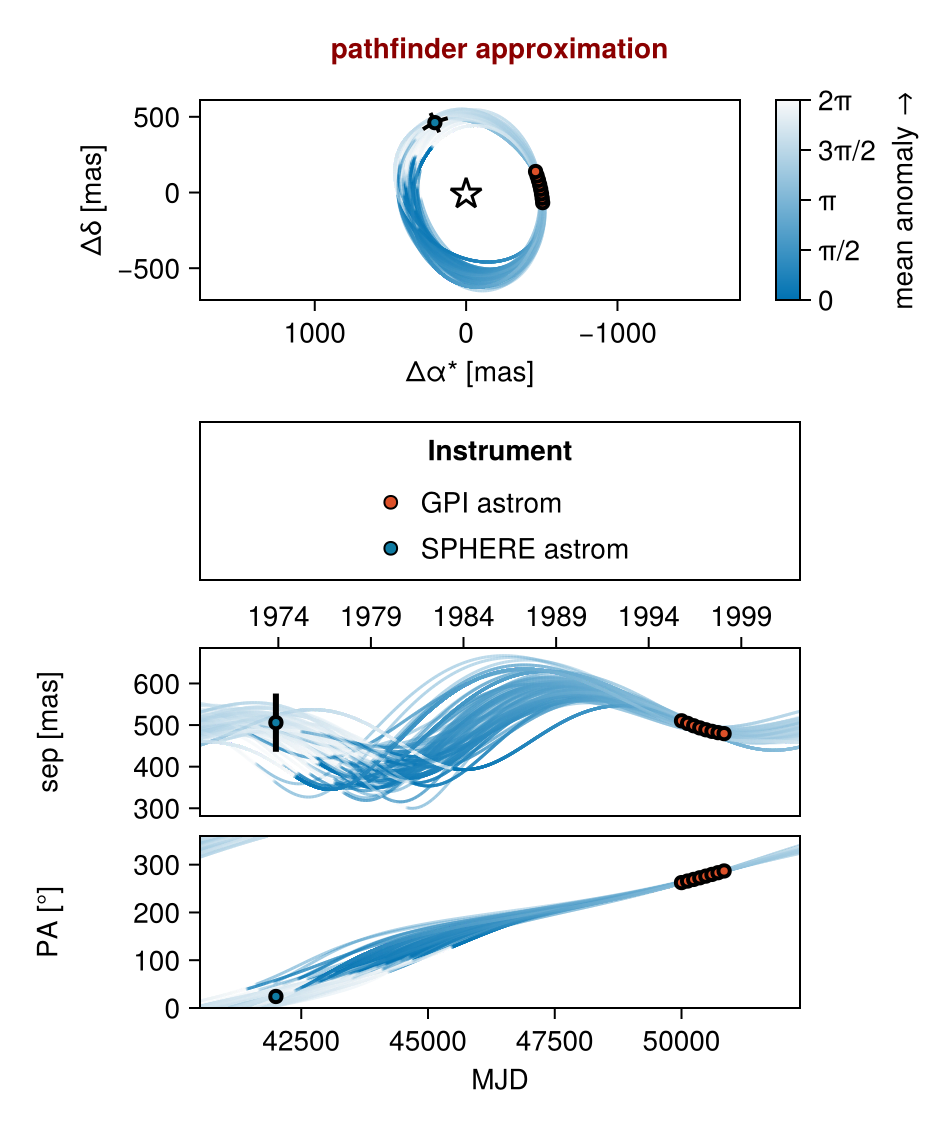 pathfinder approximation
500
0
−500
Δδ [mas]
1000
0
−1000
Δα* [mas]
2π
3π/2
π
π/2
0
mean anomaly →
Instrument
GPI astrom
SPHERE astrom
1974
1979
1984
1989
1994
1999
600
500
400
300
sep [mas]
300
200
100
0
PA [°]
42500
45000
47500
50000
MJD